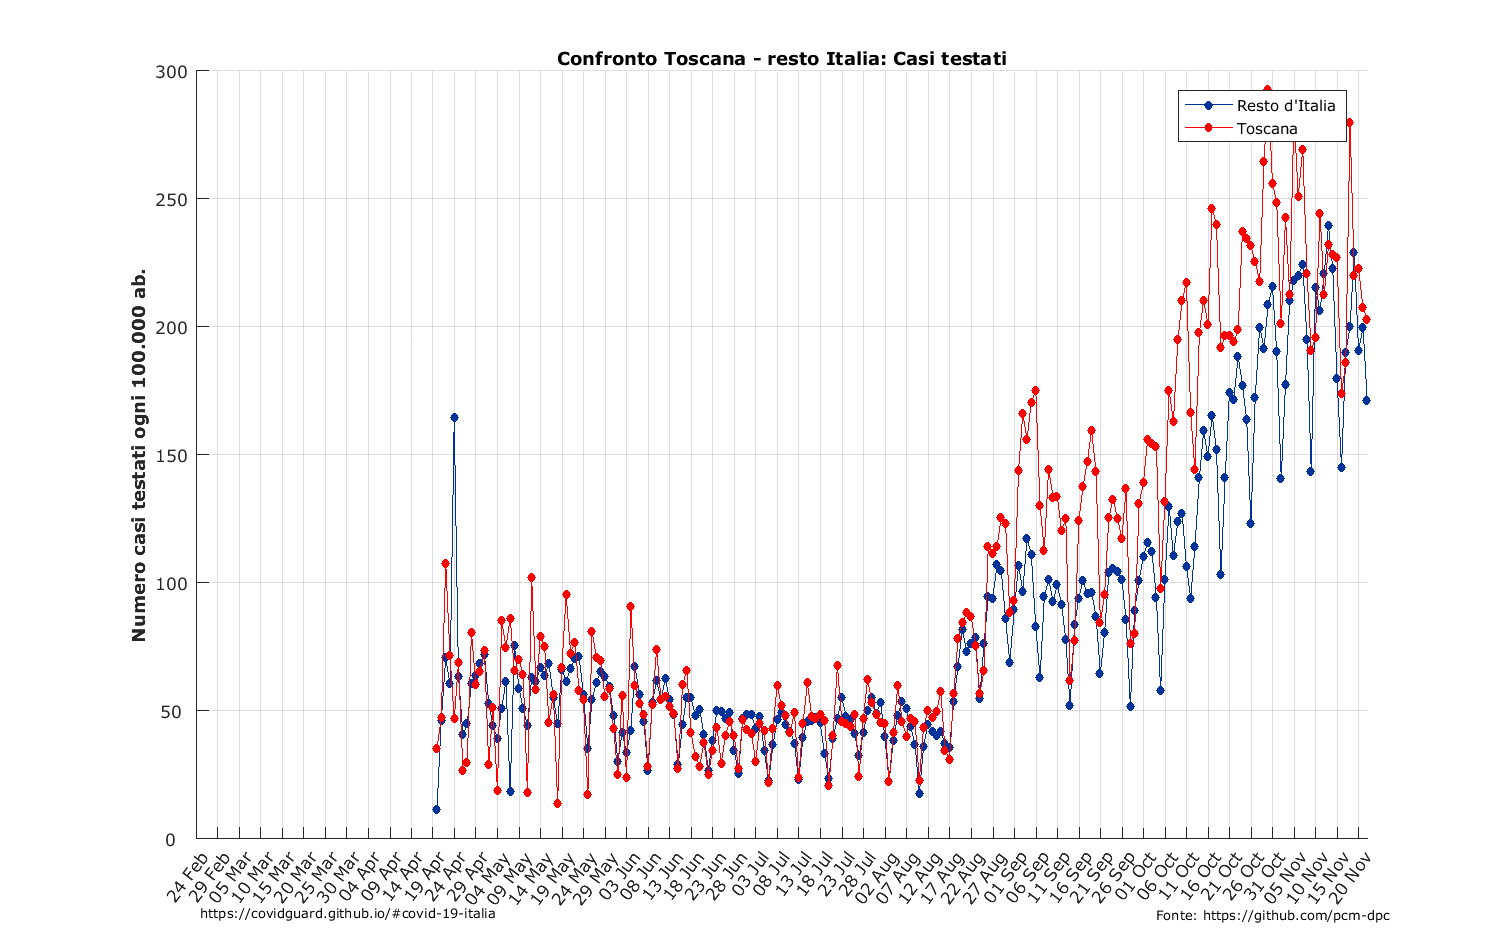 Confronto Toscana - resto Italia: Casi testati
Resto d'Italia
Toscana
Numero casi testati ogni 100.000 ab.
300
250
200
150
100
50
0
24 Feb
29 Feb
05 Mar
10 Mar
15 Mar
20 Mar
25 Mar
30 Mar
04 Apr
09 Apr
14 Apr
19 Apr
24 Apr
29 Apr
04 May
09 May
14 May
19 May
24 May
29 May
03 Jun
08 Jun
13 Jun
18 Jun
23 Jun
28 Jun
03 Jul
08 Jul
13 Jul
18 Jul
23 Jul
28 Jul
02 Aug
07 Aug
12 Aug
17 Aug
22 Aug
27 Aug
01 Sep
06 Sep
11 Sep
16 Sep
21 Sep
26 Sep
01 Oct
06 Oct
11 Oct
16 Oct
21 Oct
26 Oct
31 Oct
05 Nov
10 Nov
15 Nov
20 Nov
https://covidguard.github.io/#covid-19-italia
Fonte: https://github.com/pcm-dpc